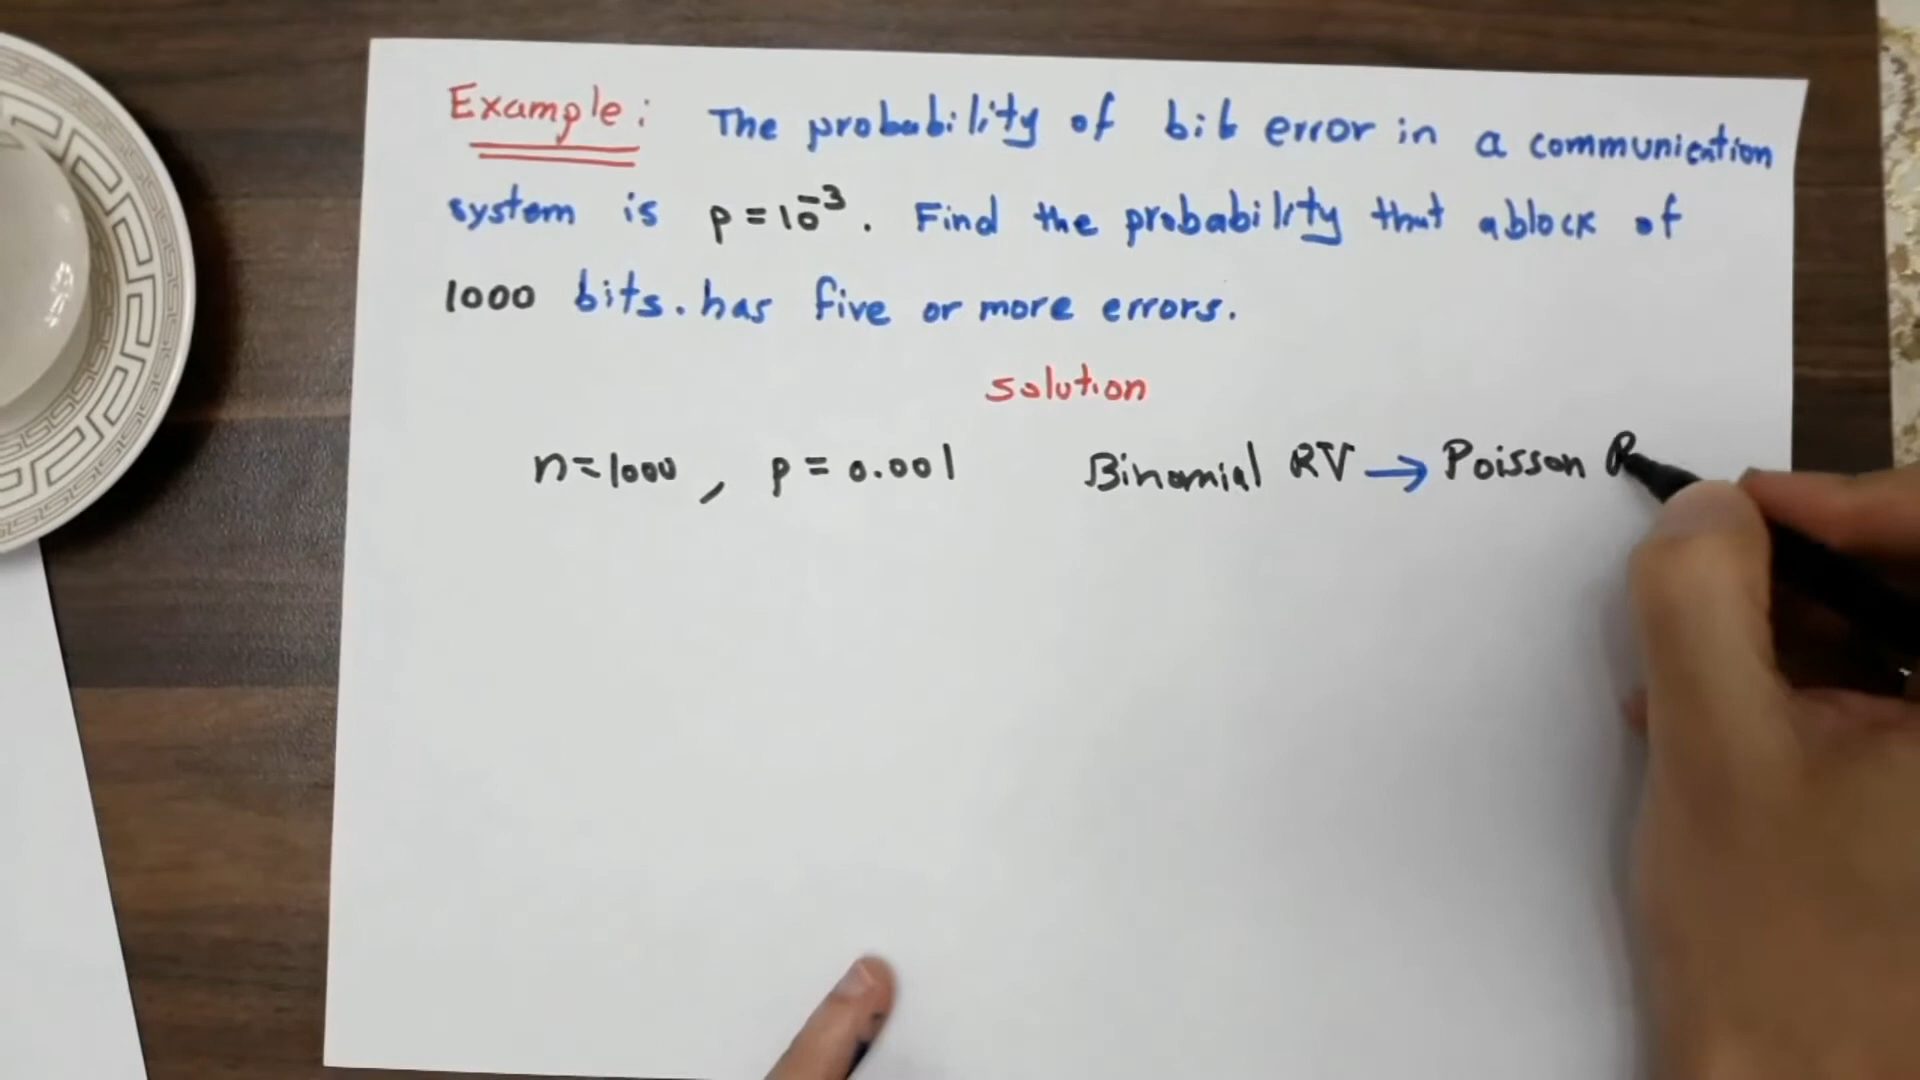 Example: The probability of bit error in a communication
system is p = 10⁻³. Find the probability that a block of
1000 bits. has five or more errors.
solution
n = 1000 , p = 0.001 Binomial RV → Poisson R